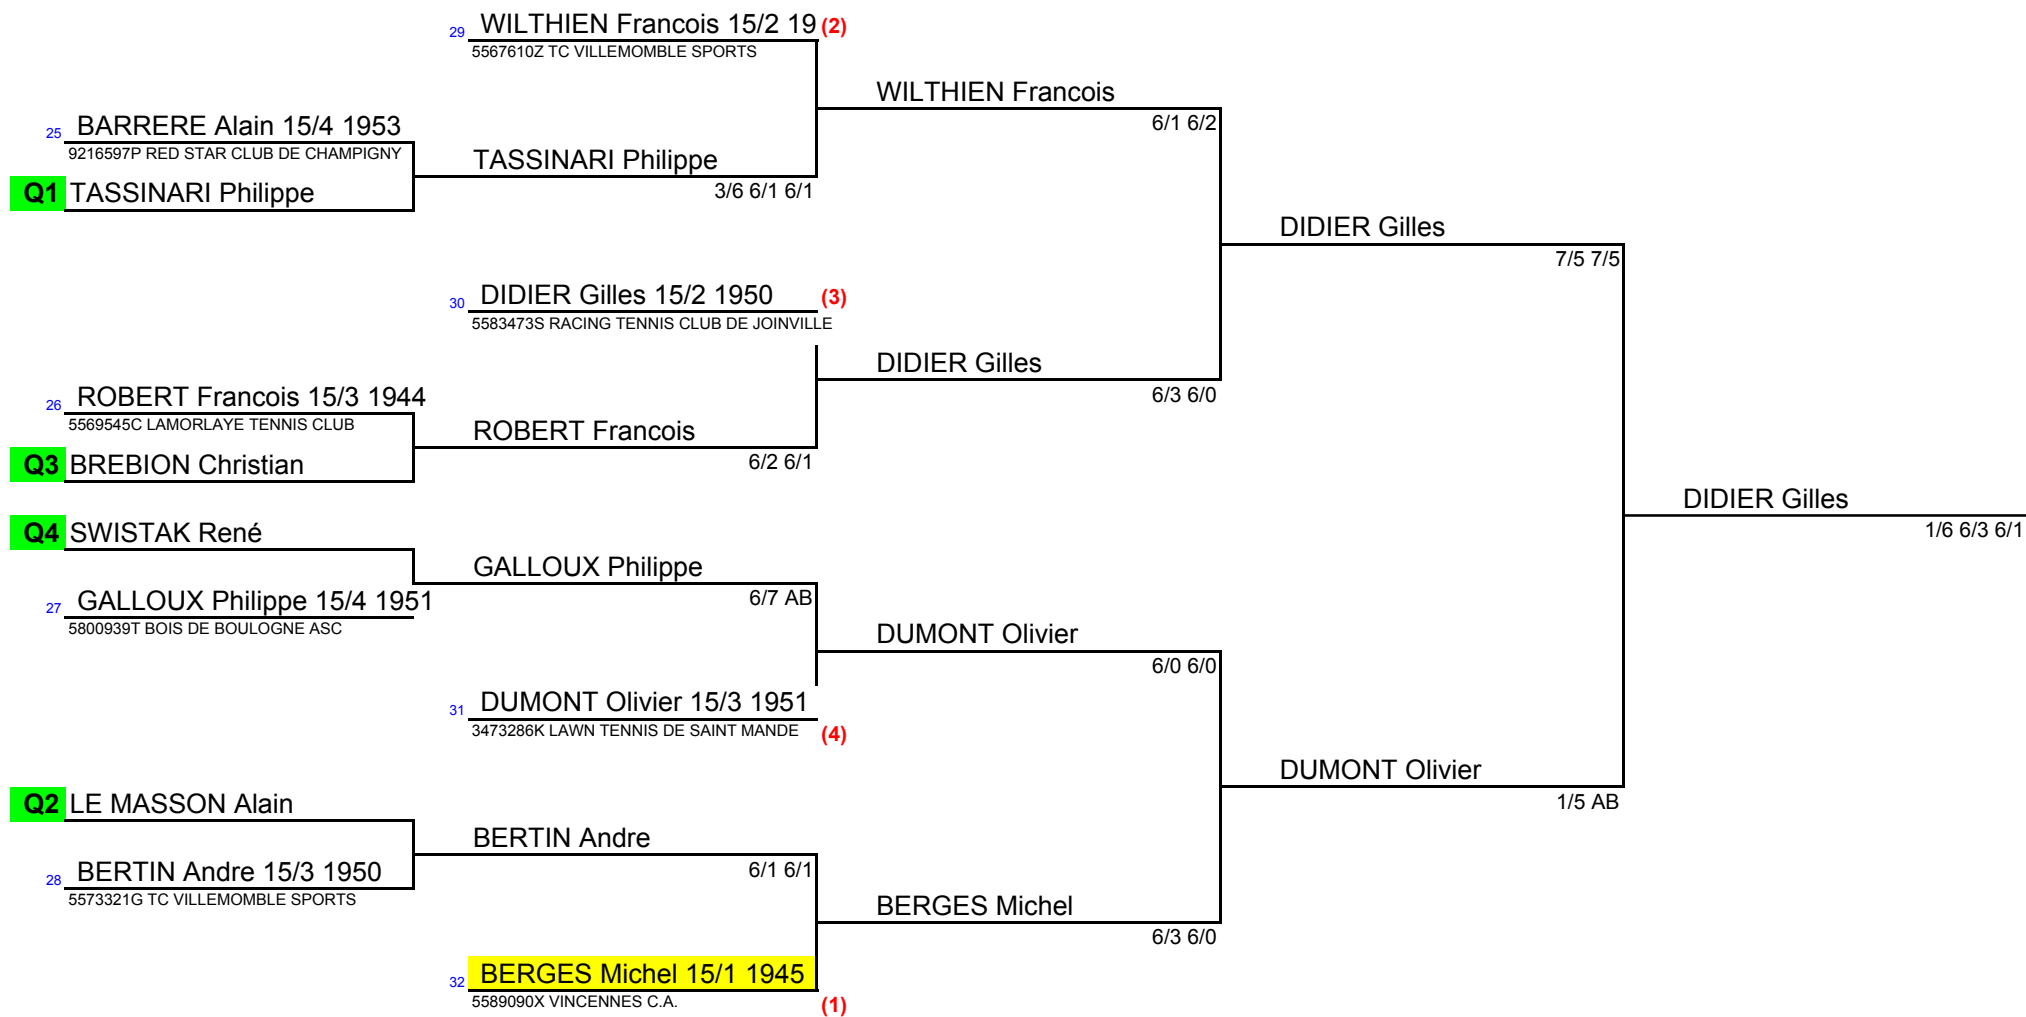 29 WILTHIEN Francois 15/2 19 (2)
5567610Z TC VILLEMOMBLE SPORTS
WILTHIEN Francois
6/1 6/2
25 BARRERE Alain 15/4 1953
9216597P RED STAR CLUB DE CHAMPIGNY
TASSINARI Philippe
3/6 6/1 6/1
Q1 TASSINARI Philippe
DIDIER Gilles
7/5 7/5
30 DIDIER Gilles 15/2 1950 (3)
5583473S RACING TENNIS CLUB DE JOINVILLE
DIDIER Gilles
6/3 6/0
26 ROBERT Francois 15/3 1944
5569545C LAMORLAYE TENNIS CLUB
ROBERT Francois
6/2 6/1
Q3 BREBION Christian
DIDIER Gilles
1/6 6/3 6/1
Q4 SWISTAK René
GALLOUX Philippe
6/7 AB
27 GALLOUX Philippe 15/4 1951
5800939T BOIS DE BOULOGNE ASC
DUMONT Olivier
6/0 6/0
31 DUMONT Olivier 15/3 1951
3473286K LAWN TENNIS DE SAINT MANDE (4)
DUMONT Olivier
1/5 AB
Q2 LE MASSON Alain
BERTIN Andre
6/1 6/1
28 BERTIN Andre 15/3 1950
5573321G TC VILLEMOMBLE SPORTS
BERGES Michel
6/3 6/0
32 BERGES Michel 15/1 1945
5589090X VINCENNES C.A. (1)